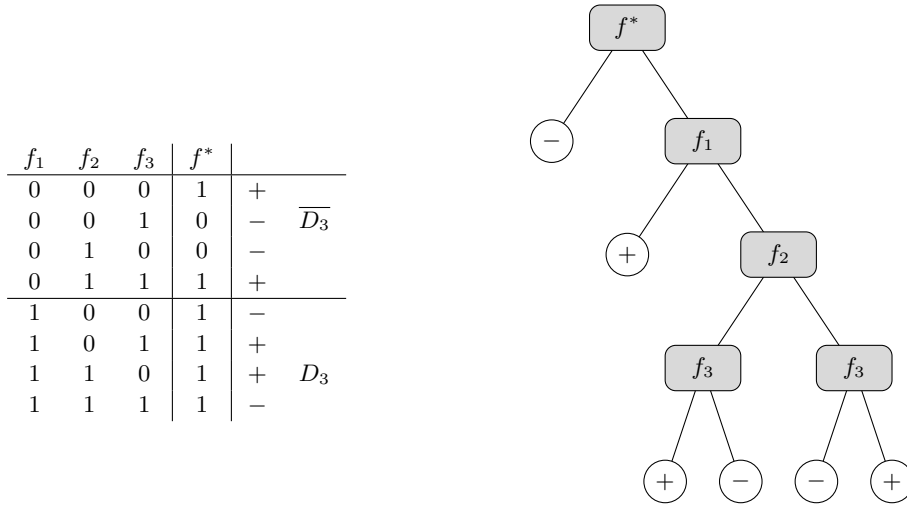 f₁ f₂ f₃ f*
0 0 0 1 +
0 0 1 0 − D̅₃
0 1 0 0 −
0 1 1 1 +
1 0 0 1 −
1 0 1 1 +
1 1 0 1 + D₃
1 1 1 1 −
f*
− f₁
+ f₂
f₃ f₃
+ − − +